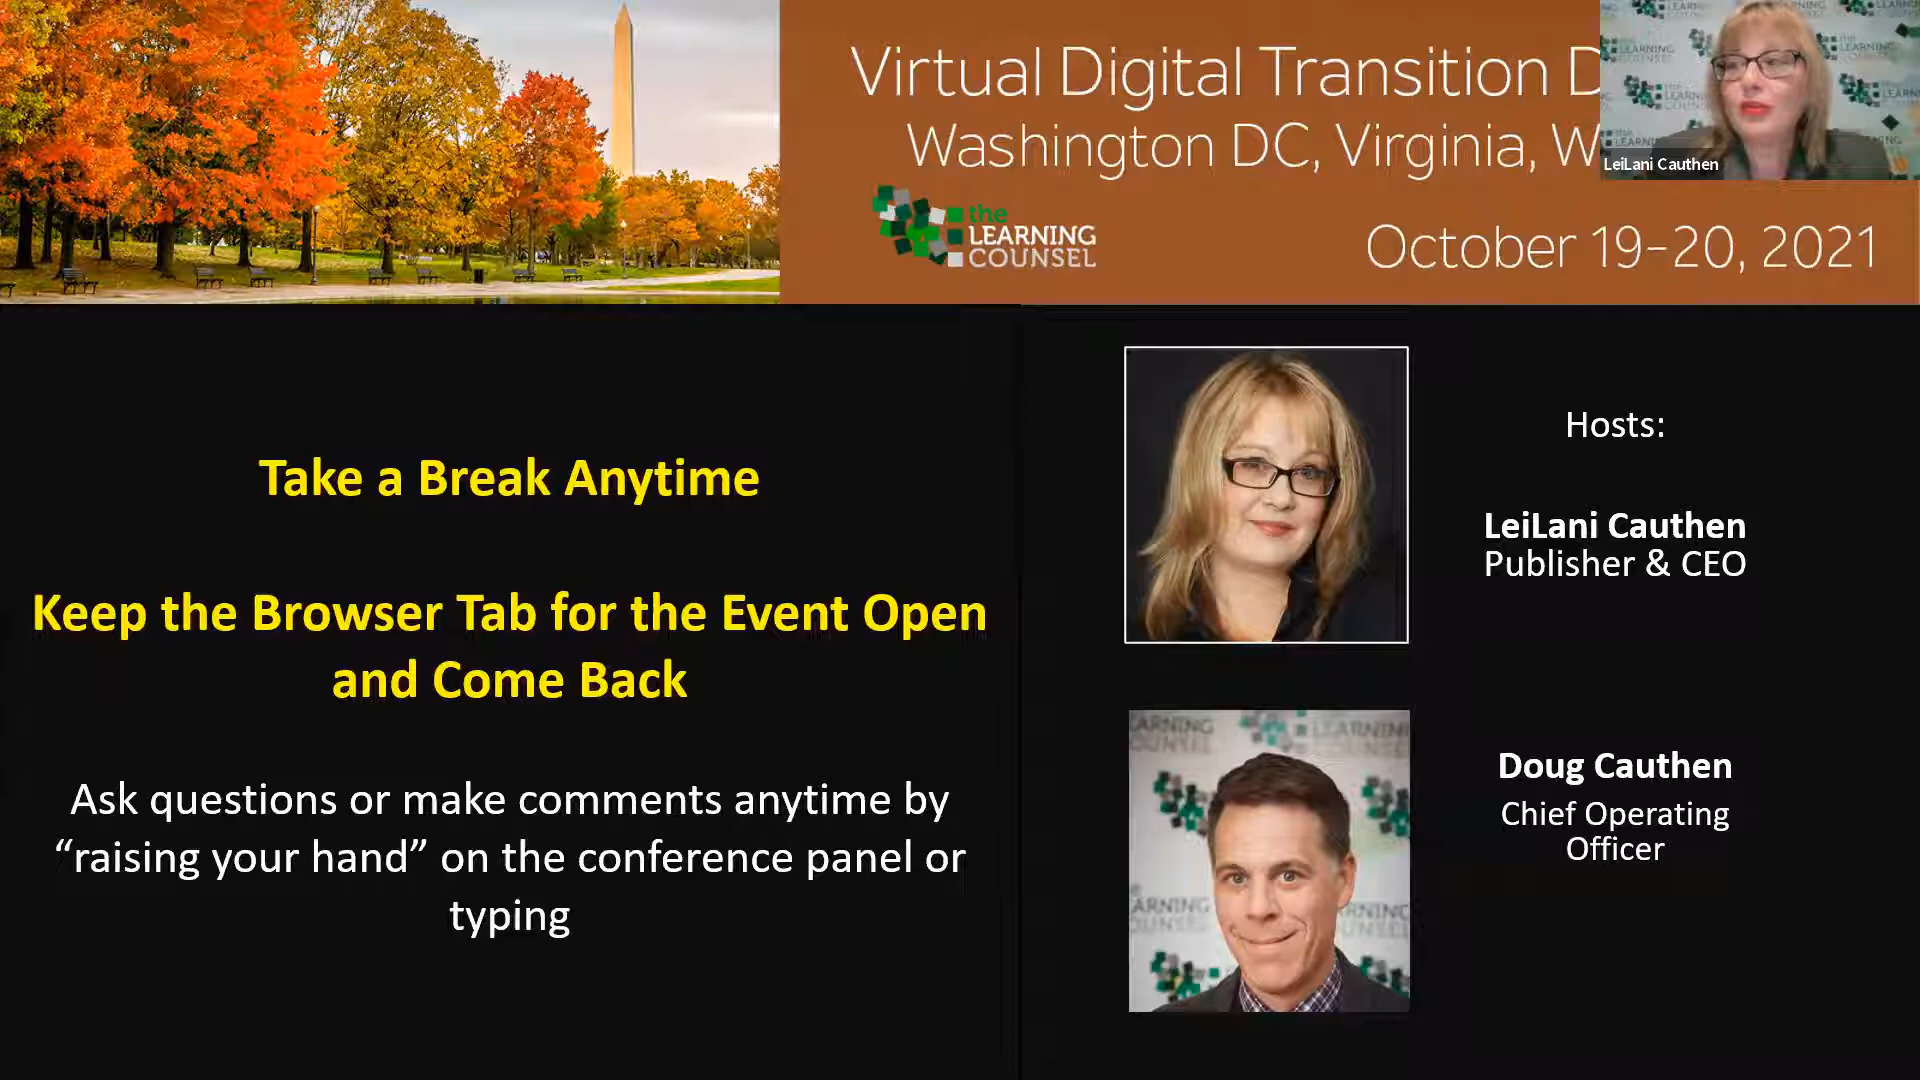 Virtual Digital Transition D
Washington DC, Virginia, W
LeiLani Cauthen
the
LEARNING
COUNSEL
October 19-20, 2021
Take a Break Anytime
Keep the Browser Tab for the Event Open
and Come Back
Ask questions or make comments anytime by
“raising your hand” on the conference panel or
typing
Hosts:
LeiLani Cauthen
Publisher & CEO
Doug Cauthen
Chief Operating
Officer